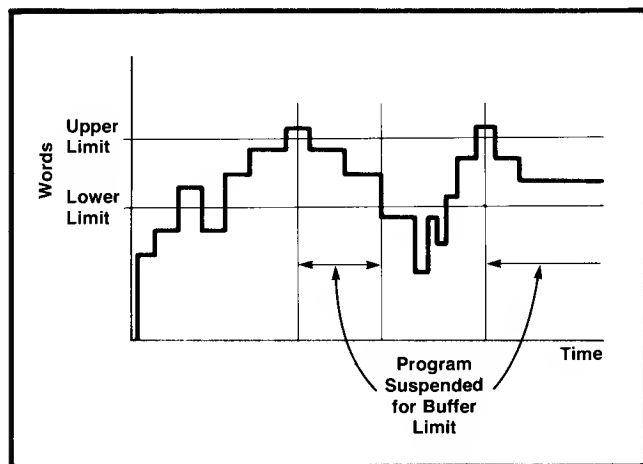 Upper
Limit
Words
Lower
Limit
Time
Program
Suspended
for Buffer
Limit